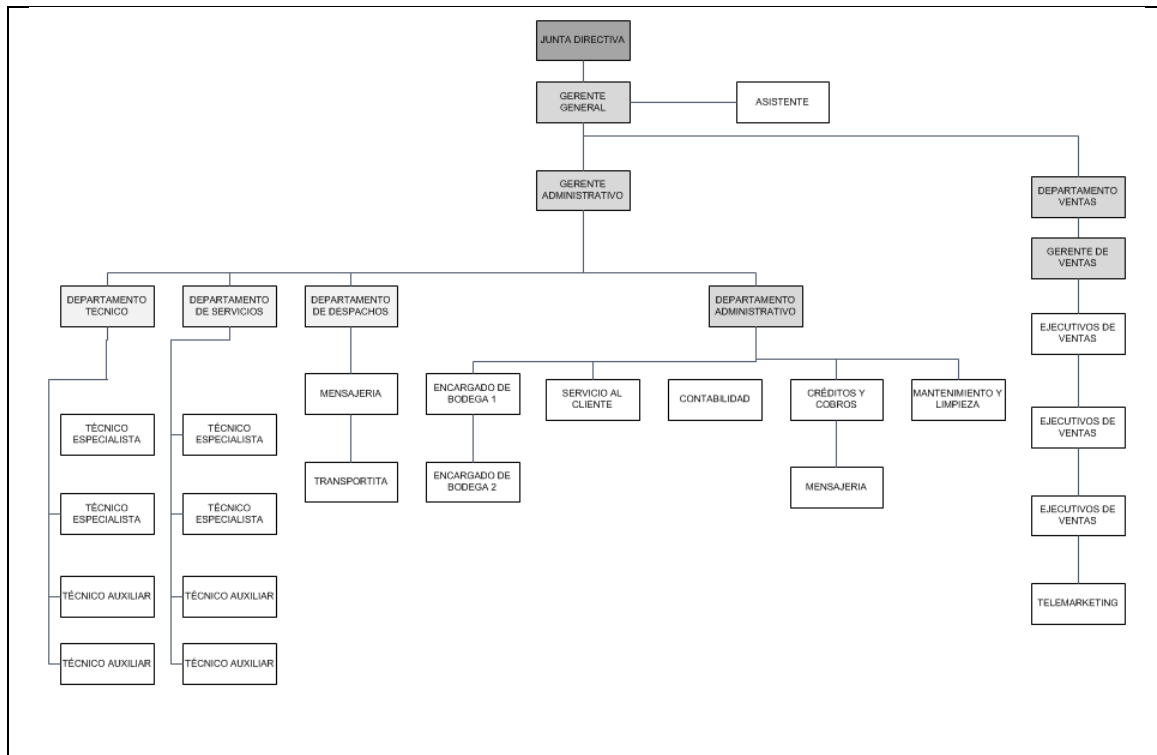 JUNTA DIRECTIVA
GERENTE
GENERAL
ASISTENTE
GERENTE
ADMINISTRATIVO
DEPARTAMENTO
VENTAS
GERENTE DE
VENTAS
DEPARTAMENTO
TECNICO
DEPARTAMENTO
DE SERVICIOS
DEPARTAMENTO
DE DESPACHOS
DEPARTAMENTO
ADMINISTRATIVO
EJECUTIVOS DE
VENTAS
MENSAJERIA
ENCARGADO DE
BODEGA 1
SERVICIO AL
CLIENTE
CONTABILIDAD
CRÉDITOS Y
COBROS
MANTENIMIENTO Y
LIMPIEZA
TÉCNICO
ESPECIALISTA
TÉCNICO
ESPECIALISTA
EJECUTIVOS DE
VENTAS
TRANSPORTITA
ENCARGADO DE
BODEGA 2
MENSAJERIA
TÉCNICO
ESPECIALISTA
TÉCNICO
ESPECIALISTA
EJECUTIVOS DE
VENTAS
TÉCNICO AUXILIAR
TÉCNICO AUXILIAR
TELEMARKETING
TÉCNICO AUXILIAR
TÉCNICO AUXILIAR